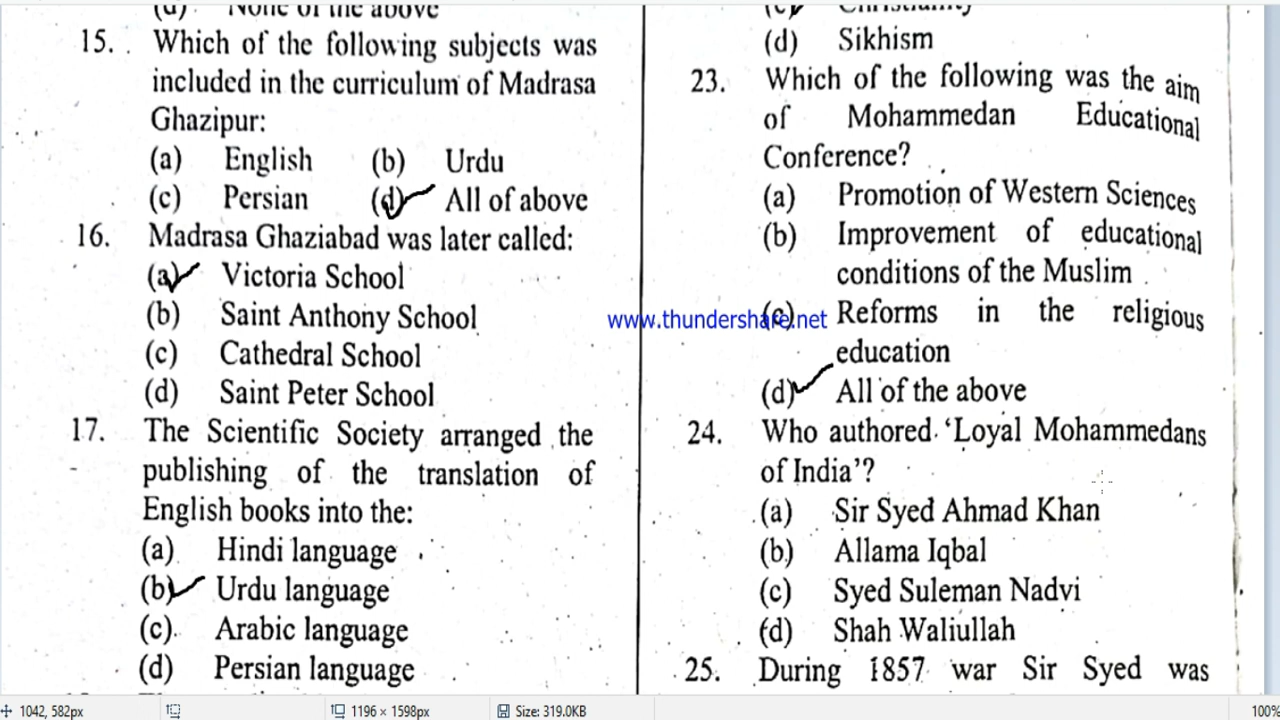 (d) None of the above
15. Which of the following subjects was
included in the curriculum of Madrasa
Ghazipur:
(a) English (b) Urdu
(c) Persian (d) All of above
16. Madrasa Ghaziabad was later called:
(a) Victoria School
(b) Saint Anthony School
(c) Cathedral School
(d) Saint Peter School
17. The Scientific Society arranged the
publishing of the translation of
English books into the:
(a) Hindi language
(b) Urdu language
(c) Arabic language
(d) Persian language
(c) Christianity
(d) Sikhism
23. Which of the following was the aim
of Mohammedan Educational
Conference?
(a) Promotion of Western Sciences
(b) Improvement of educational
conditions of the Muslim
www.thundershare.net
(c) Reforms in the religious
education
(d) All of the above
24. Who authored 'Loyal Mohammedans
of India'?
(a) Sir Syed Ahmad Khan
(b) Allama Iqbal
(c) Syed Suleman Nadvi
(d) Shah Waliullah
25. During 1857 war Sir Syed was
1042, 582px 1196 × 1598px Size: 319.0KB 100%